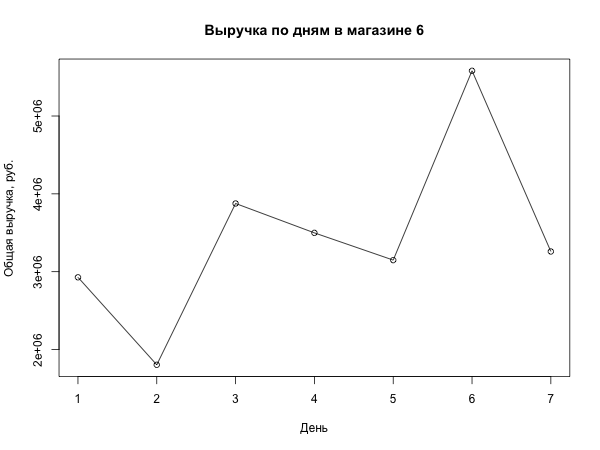 Выручка по дням в магазине 6
Общая выручка, руб.
5e+06
4e+06
3e+06
2e+06
1 2 3 4 5 6 7
День